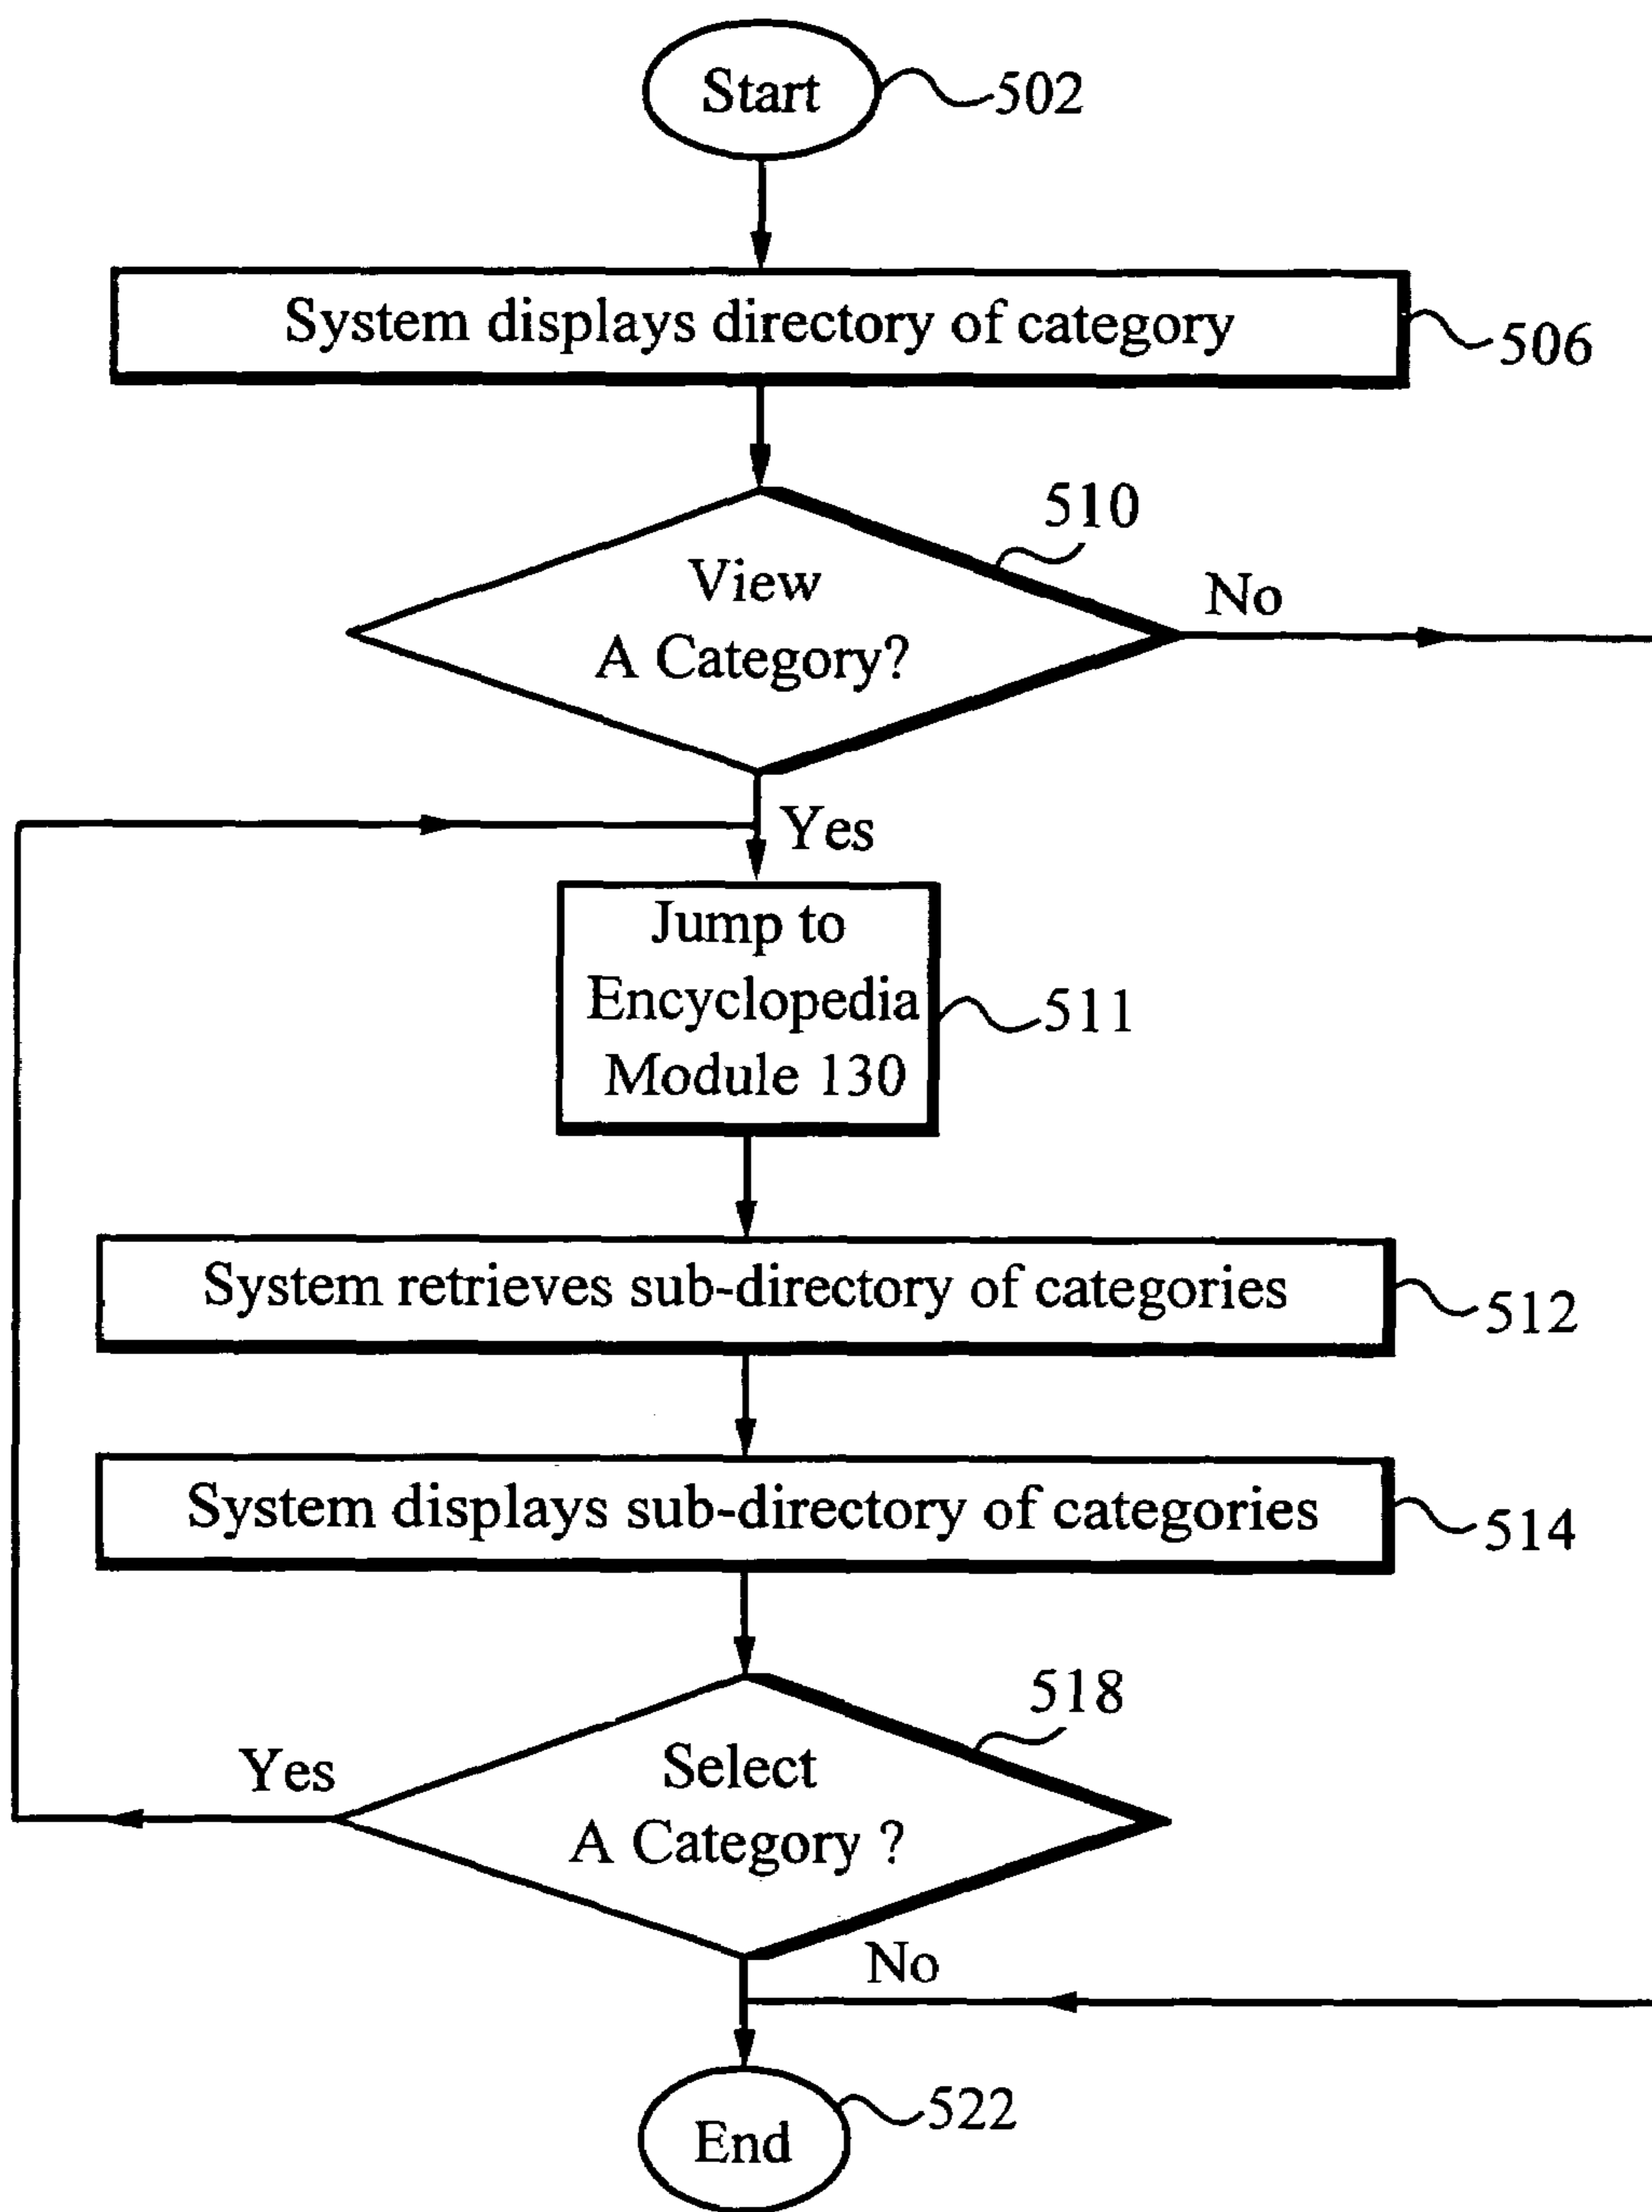 Start
502
System displays directory of category
506
510
View
A Category?
No
Yes
Jump to
Encyclopedia
Module 130
511
System retrieves sub-directory of categories
512
System displays sub-directory of categories
514
518
Select
A Category ?
Yes
No
End
522